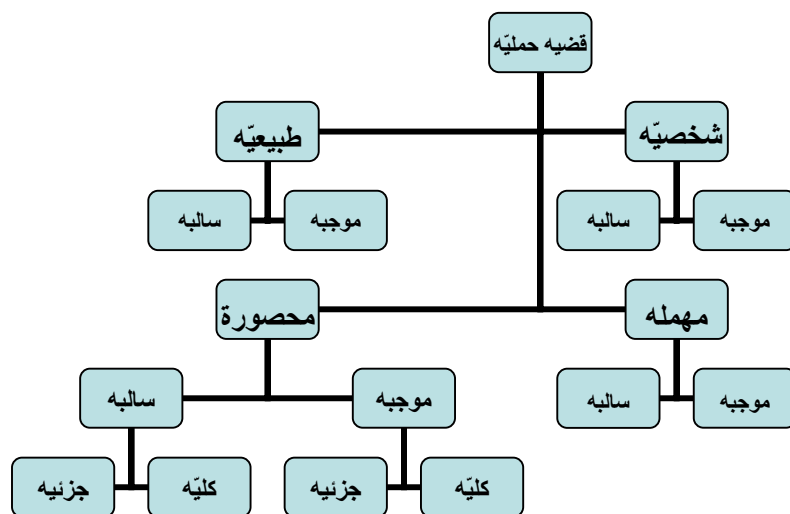 قضيه حمليّه
شخصيّه
طبيعيّه
موجبه
سالبه
موجبه
سالبه
مهمله
محصورة
موجبه
سالبه
موجبه
سالبه
كليّه
جزئيه
كليّه
جزئيه